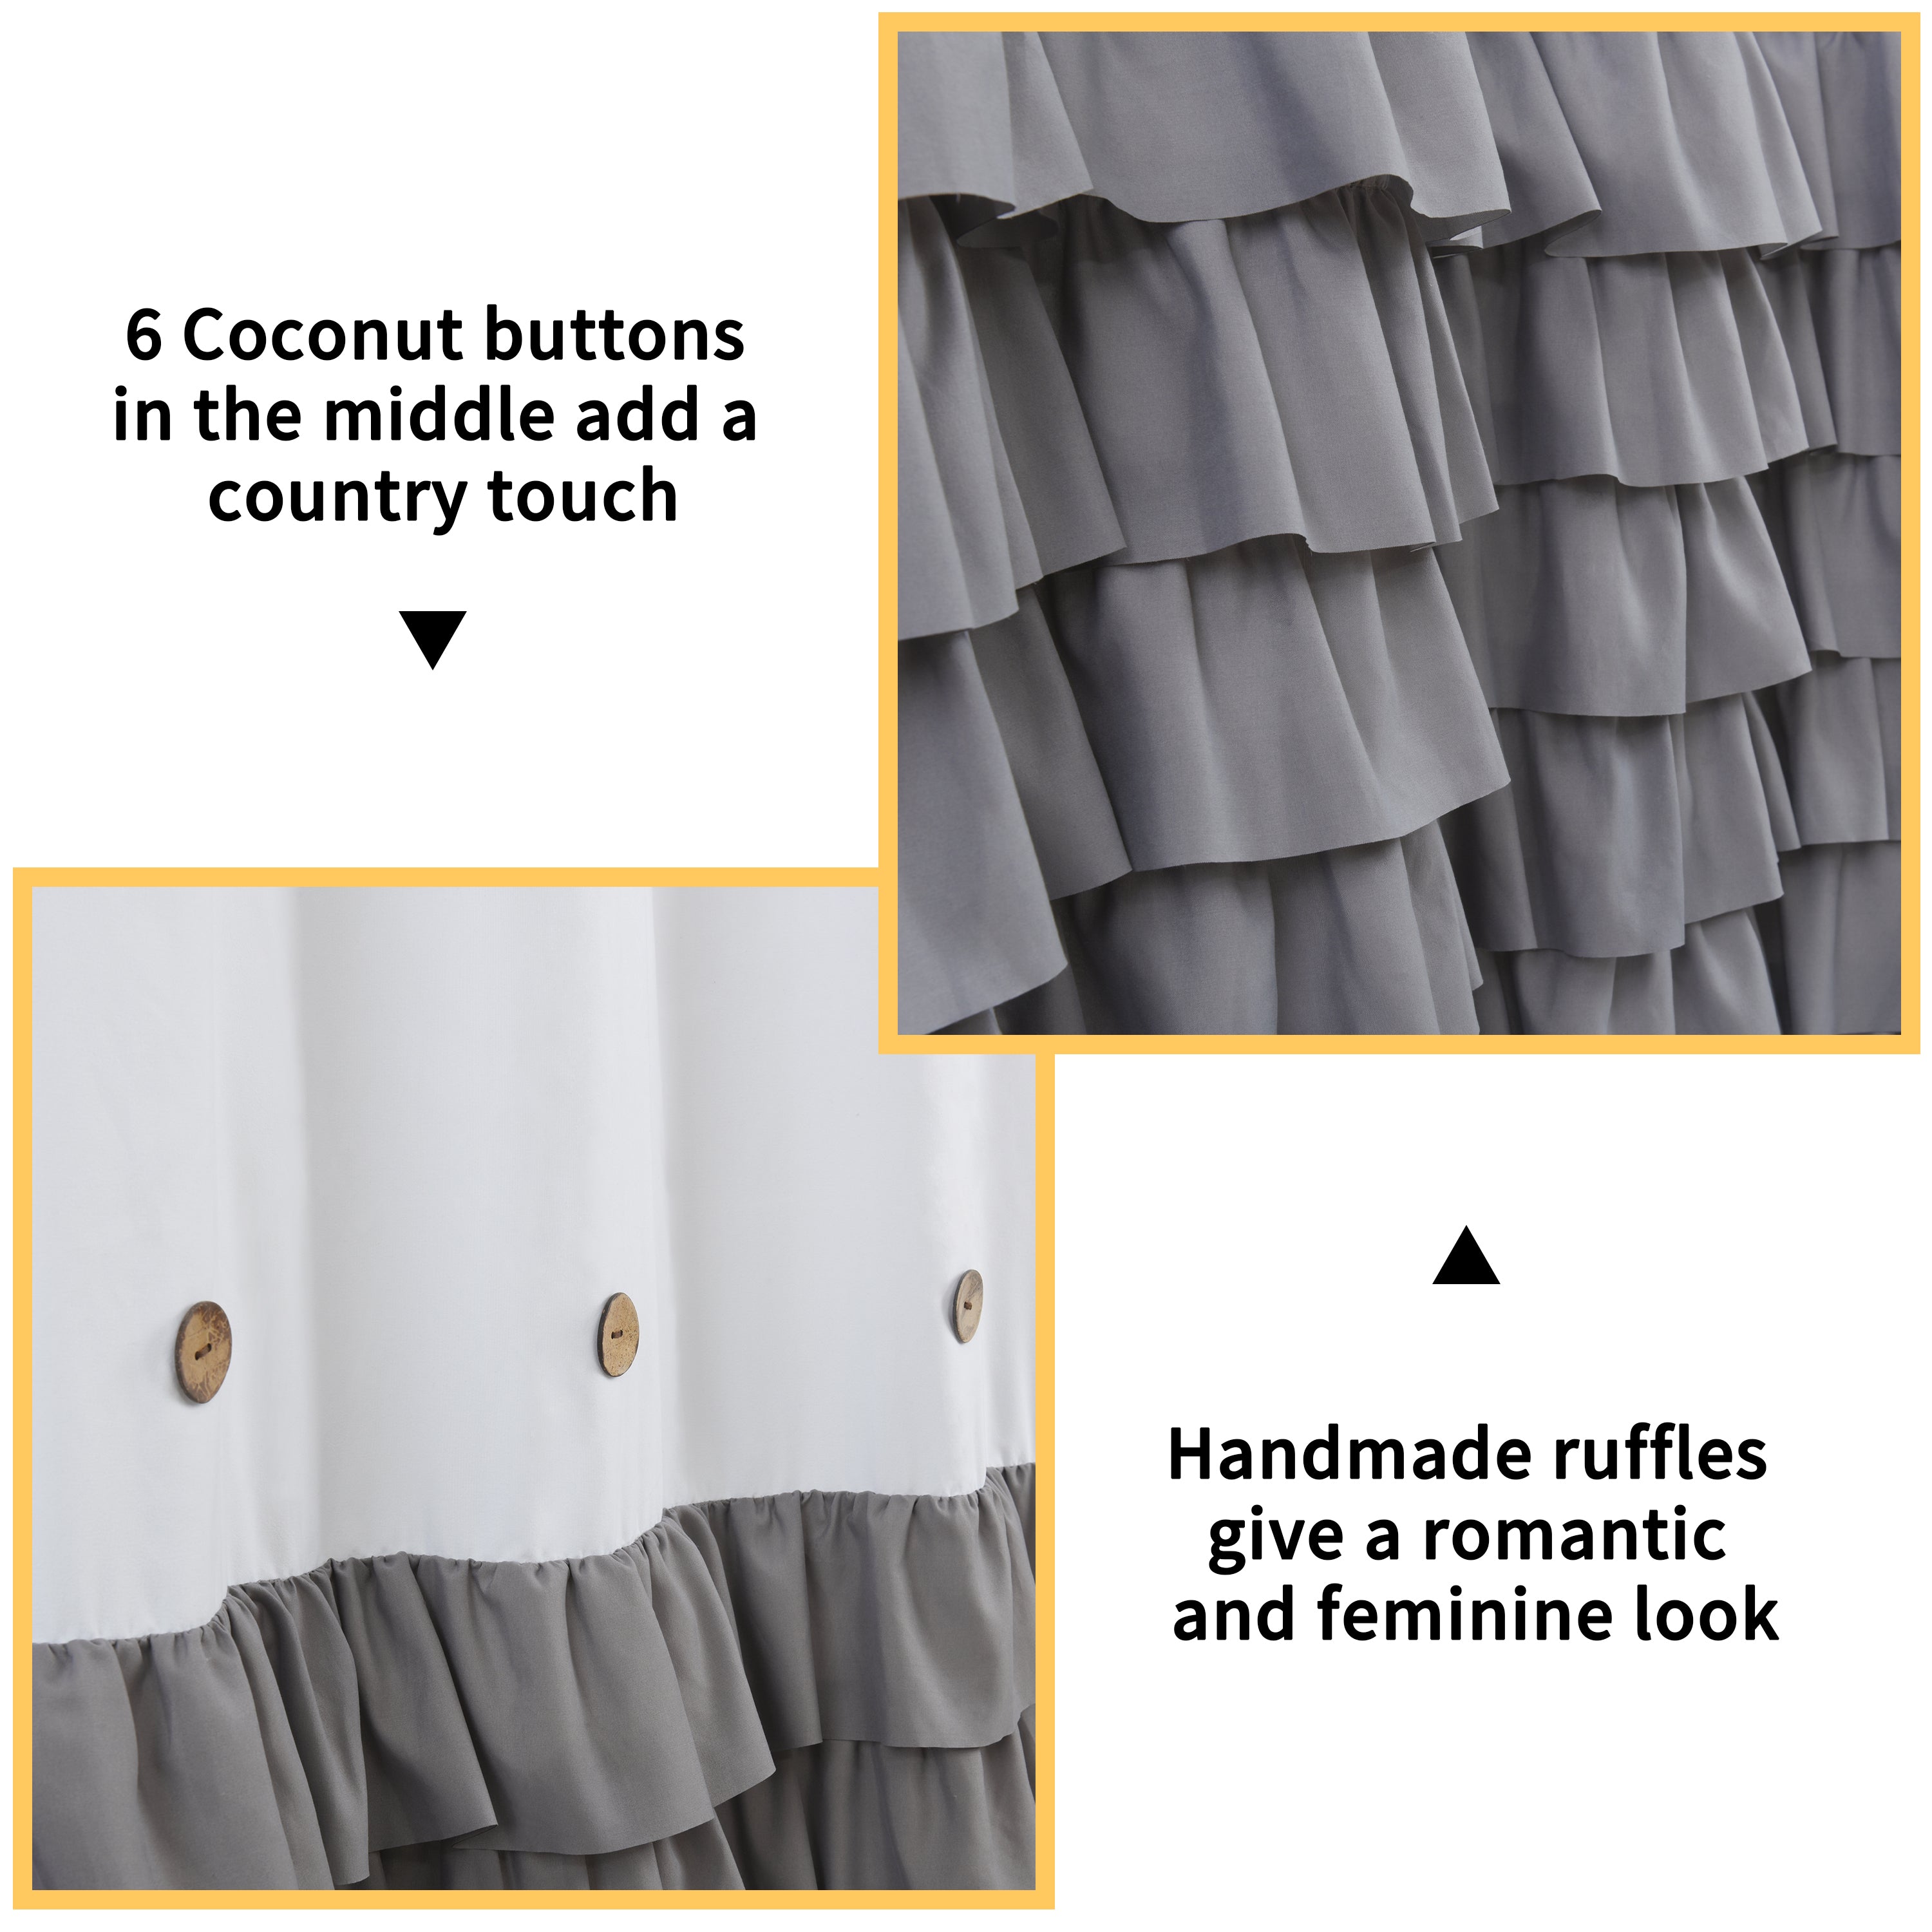 6 Coconut buttons
in the middle add a
country touch
Handmade ruffles
give a romantic
and feminine look